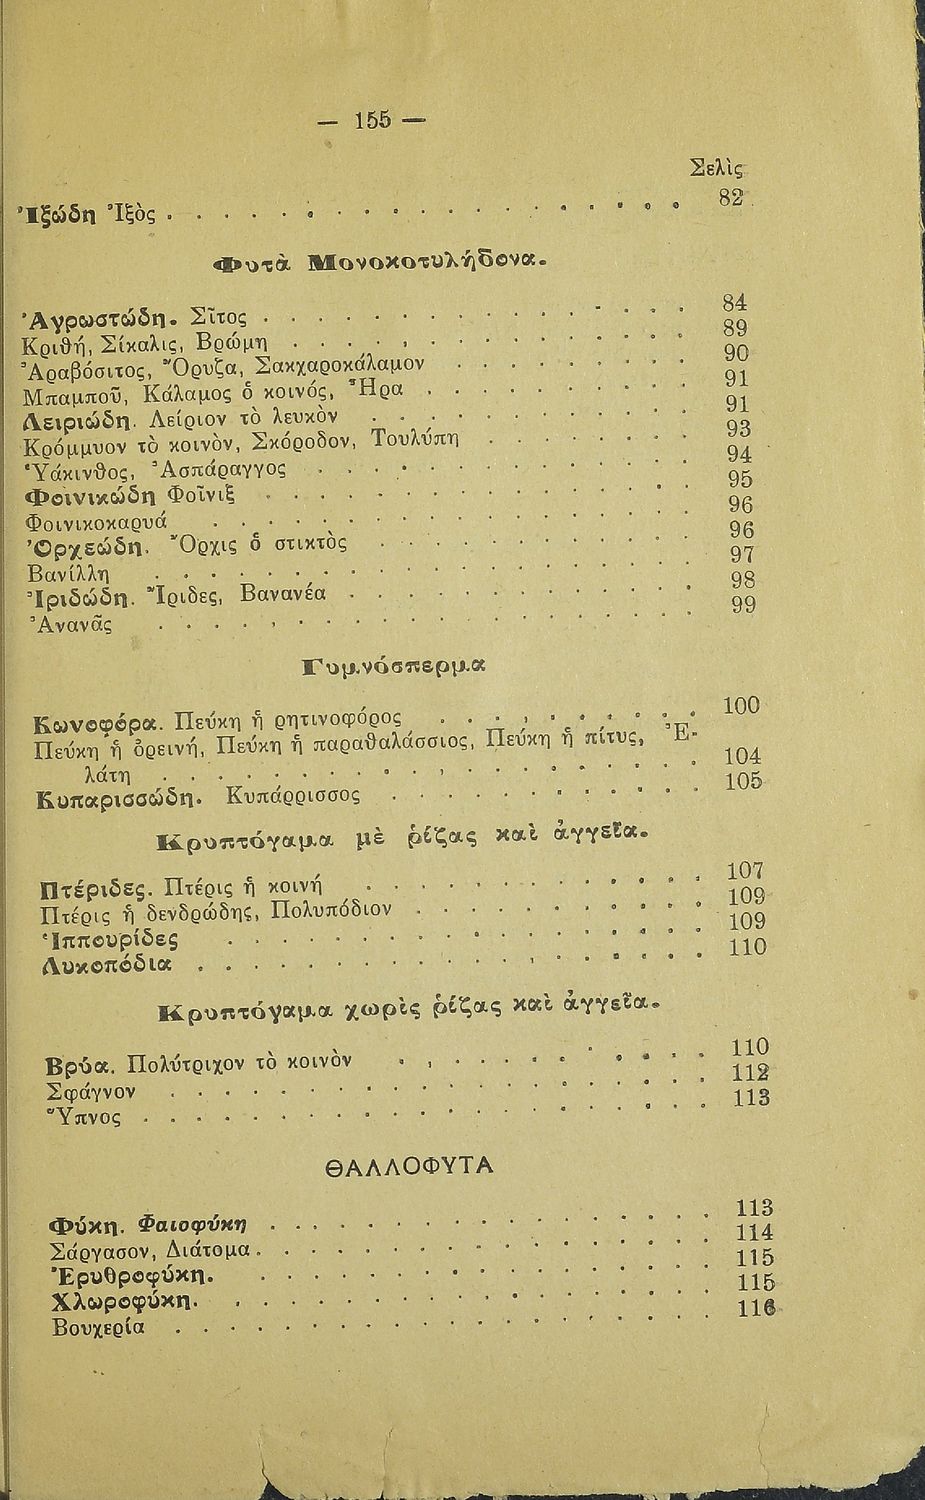 — 155 —
Σελὶς
Ἰξώδη Ἰξὸς . . . . . . . . . . . . . . . . . . . 82
Φυτὰ Μονοκοτυλήδονα.
Ἀγρωστώδη. Σῖτος . . . . . . . . . . . . . . . . 84
Κριθή, Σίκαλις, Βρώμη . . . . . . . . . . . . . . . 89
Ἀραβόσιτος, Ὄρυζα, Σακχαροκάλαμον . . . . . . . . . 90
Μπαμποῦ, Κάλαμος ὁ κοινός, Ἦρα . . . . . . . . . . 91
Λειριώδη. Λείριον τὸ λευκὸν . . . . . . . . . . . . 91
Κρόμμυον τὸ κοινὸν, Σκόροδον, Τουλύπη . . . . . . . . 93
Ὑάκινθος, Ἀσπάραγγος . . . . . . . . . . . . . . 94
Φοινικώδη Φοῖνιξ . . . . . . . . . . . . . . . . 95
Φοινικοκαρυά . . . . . . . . . . . . . . . . . . 96
Ὀρχεώδη. Ὄρχις ὁ στικτὸς . . . . . . . . . . . . 96
Βανίλλη . . . . . . . . . . . . . . . . . . . . 97
Ἰριδώδη. Ἴριδες, Βανανέα . . . . . . . . . . . . . 98
Ἀνανᾶς . . . . . . . . . . . . . . . . . . . . 99
Γυμνόσπερμα
Κωνοφόρα. Πεύκη ἡ ρητινοφόρος . . . . . . . . . . 100
Πεύκη ἡ ὀρεινή, Πεύκη ἡ παραθαλάσσιος, Πεύκη ἡ πίτυς, Ἐ-
λάτη . . . . . . . . . . . . . . . . . . . . 104
Κυπαρισσώδη. Κυπάρρισσος . . . . . . . . . . . . 105
Κρυπτόγαμα μὲ ῥίζας καὶ ἀγγεῖα.
Πτέριδες. Πτέρις ἡ κοινή . . . . . . . . . . . . . 107
Πτέρις ἡ δενδρώδης, Πολυπόδιον . . . . . . . . . . . 109
Ἱππουρίδες . . . . . . . . . . . . . . . . . . 109
Λυκοπόδια . . . . . . . . . . . . . . . . . . . 110
Κρυπτόγαμα χωρὶς ῥίζας καὶ ἀγγεῖα.
Βρύα. Πολύτριχον τὸ κοινὸν . . . . . . . . . . . . 110
Σφάγνον . . . . . . . . . . . . . . . . . . . . 112
Ὕπνος . . . . . . . . . . . . . . . . . . . . . 113
ΘΑΛΛΟΦΥΤΑ
Φύκη. Φαιοφύκη . . . . . . . . . . . . . . . . . 113
Σάργασον, Διάτομα . . . . . . . . . . . . . . . . . 114
Ἐρυθροφύκη. . . . . . . . . . . . . . . . . . 115
Χλωροφύκη. . . . . . . . . . . . . . . . . . . 115
Βουχερία . . . . . . . . . . . . . . . . . . . . 116